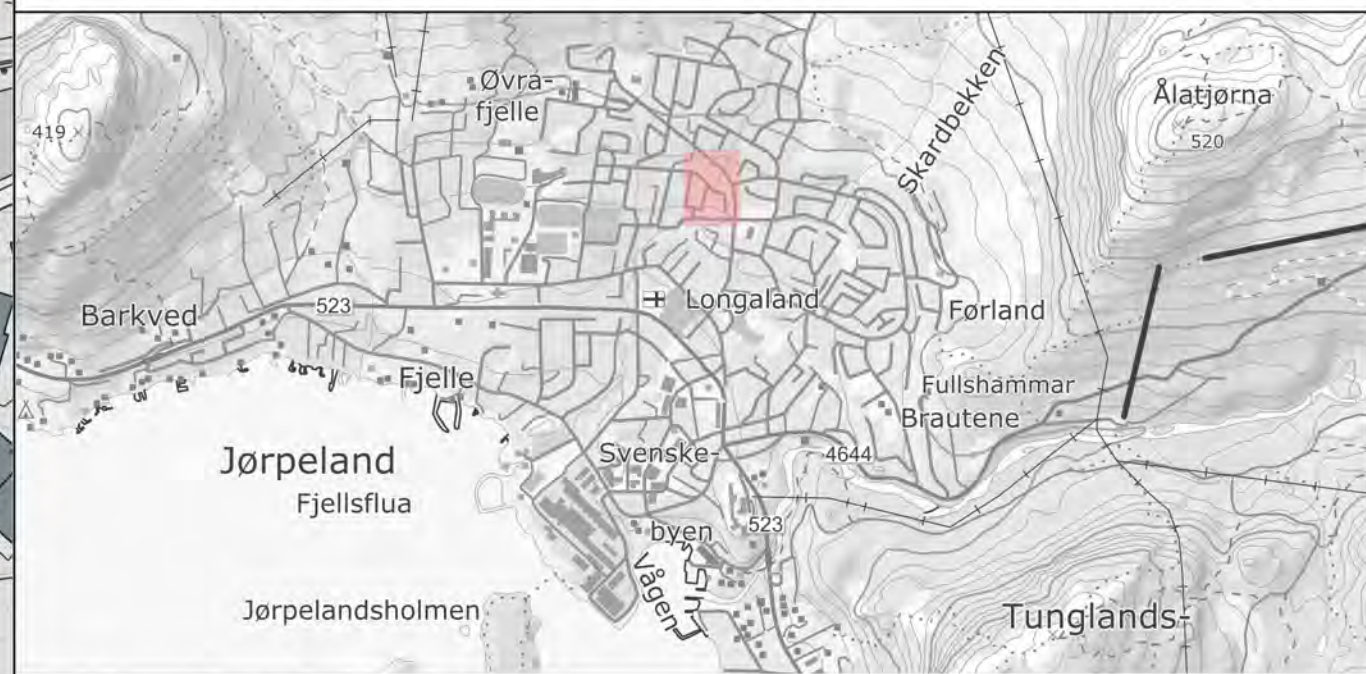 Øvra-
fjelle
Skardbekken
Ålatjørna
520
419
Barkved
523
Longaland
Førland
Fjelle
Fullshammar
Brautene
Jørpeland
Fjellsflua
Svenske-
byen
4644
523
Vågen
Jørpelandsholmen
Tunglands-